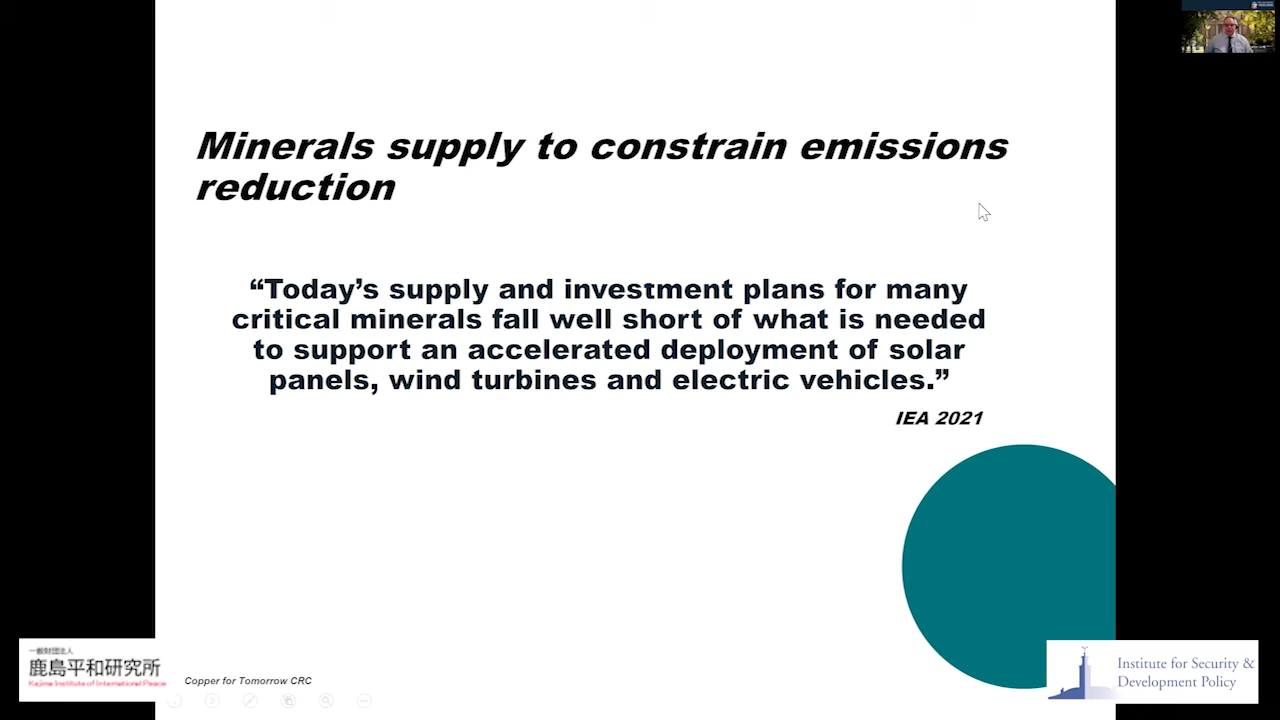 Minerals supply to constrain emissions
reduction
“Today’s supply and investment plans for many
critical minerals fall well short of what is needed
to support an accelerated deployment of solar
panels, wind turbines and electric vehicles.”
IEA 2021
一般財団法人
鹿島平和研究所
Kajima Institute of International Peace
Copper for Tomorrow CRC
Institute for Security &
Development Policy